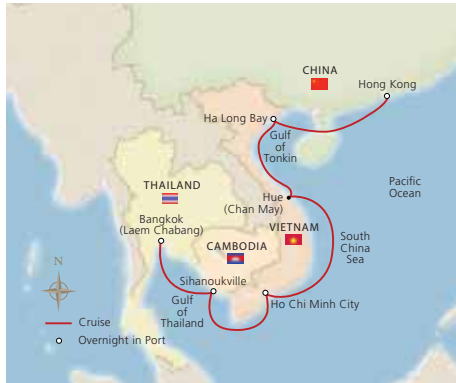 CHINA
Hong Kong
Ha Long Bay
Gulf
of
Tonkin
Pacific
Ocean
THAILAND
Hue
(Chan May)
Bangkok
(Laem Chabang)
VIETNAM
CAMBODIA
South
China
Sea
Sihanoukville
Gulf
of
Thailand
Ho Chi Minh City
N
Cruise
Overnight in Port